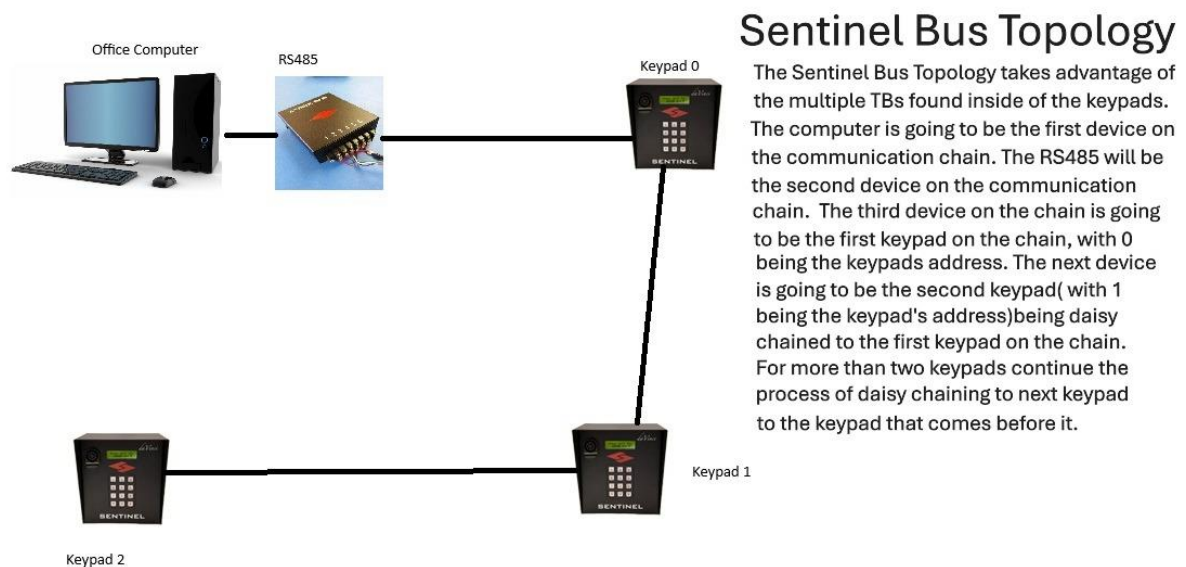 Sentinel Bus Topology
Office Computer
RS485
Keypad 0
The Sentinel Bus Topology takes advantage of
the multiple TBs found inside of the keypads.
The computer is going to be the first device on
the communication chain. The RS485 will be
the second device on the communication
chain.  The third device on the chain is going
to be the first keypad on the chain, with 0
being the keypads address. The next device
is going to be the second keypad( with 1
being the keypad's address)being daisy
chained to the first keypad on the chain.
For more than two keypads continue the
process of daisy chaining to next keypad
to the keypad that comes before it.
SENTINEL
SENTINEL
Keypad 1
SENTINEL
Keypad 2